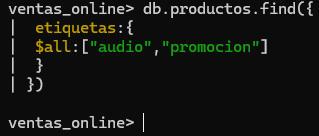 ventas_online> db.productos.find({
| etiquetas:{
| $all:["audio","promocion"]
| }
| })
ventas_online>